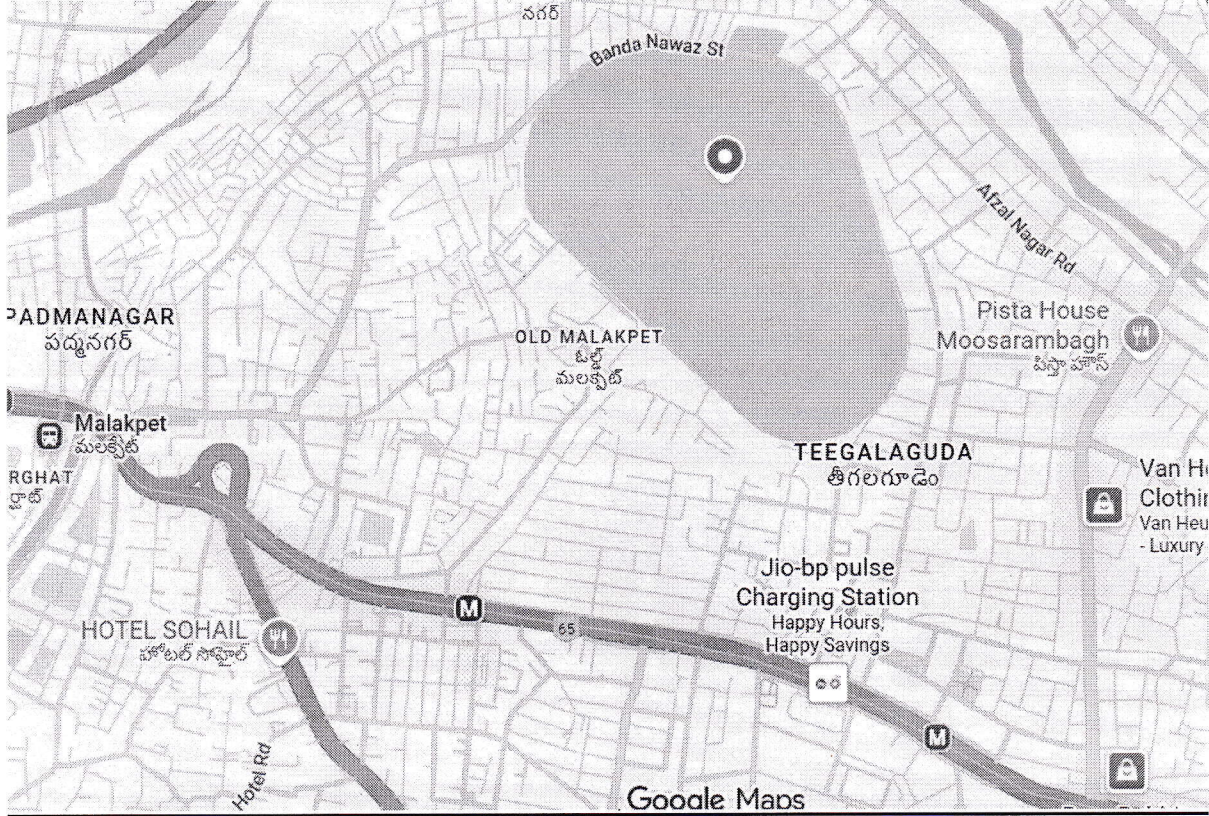 నగర్
Banda Nawaz St
Afzal Nagar Rd
PADMANAGAR
పద్మనగర్
OLD MALAKPET
ఓల్డ్
మలక్పేట్
Pista House
Moosarambagh
పిస్తా హౌస్
Malakpet
మలక్పేట్
RGHAT
ర్ఘాట్
TEEGALAGUDA
తీగలగూడెం
Van H
Clothi
Van Heu
- Luxury
Jio-bp pulse
Charging Station
Happy Hours,
Happy Savings
M
65
HOTEL SOHAIL
హోటల్ సోహైల్
M
Hotel Rd
Google Maps